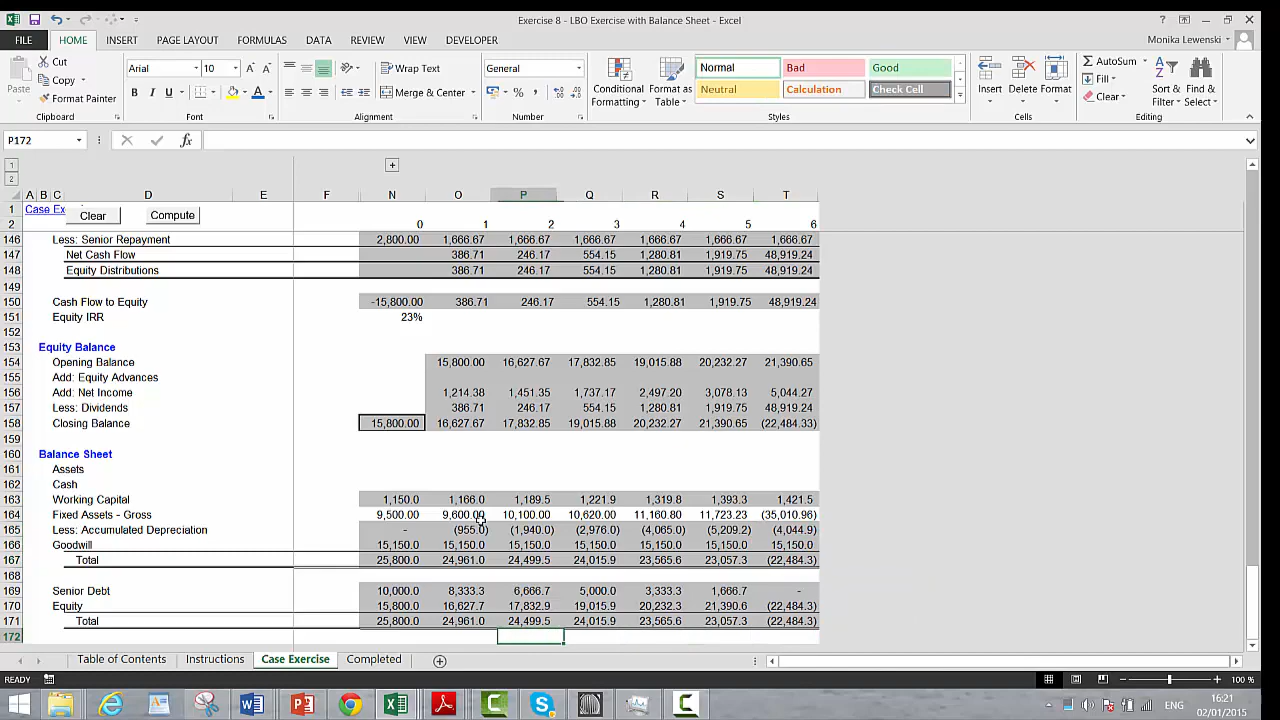 Exercise 8 - LBO Exercise with Balance Sheet - Excel
FILE HOME INSERT PAGE LAYOUT FORMULAS DATA REVIEW VIEW DEVELOPER Monika Lewenski
Cut
Copy
Format Painter
Paste
Clipboard
Arial 10
B I U
Font
Wrap Text
Merge & Center
Alignment
General
Number
Conditional Formatting
Format as Table
Normal Bad Good
Neutral Calculation Check Cell
Styles
Insert Delete Format
Cells
AutoSum
Fill
Clear
Sort & Filter
Find & Select
Editing
P172 fx
1
2
A B C D E F N O P Q R S T
1 Case Ex Clear Compute
2 0 1 2 3 4 5 6
146 Less: Senior Repayment 2,800.00 1,666.67 1,666.67 1,666.67 1,666.67 1,666.67 1,666.67
147 Net Cash Flow 386.71 246.17 554.15 1,280.81 1,919.75 48,919.24
148 Equity Distributions 386.71 246.17 554.15 1,280.81 1,919.75 48,919.24
149
150 Cash Flow to Equity -15,800.00 386.71 246.17 554.15 1,280.81 1,919.75 48,919.24
151 Equity IRR 23%
152
153 Equity Balance
154 Opening Balance 15,800.00 16,627.67 17,832.85 19,015.88 20,232.27 21,390.65
155 Add: Equity Advances
156 Add: Net Income 1,214.38 1,451.35 1,737.17 2,497.20 3,078.13 5,044.27
157 Less: Dividends 386.71 246.17 554.15 1,280.81 1,919.75 48,919.24
158 Closing Balance 15,800.00 16,627.67 17,832.85 19,015.88 20,232.27 21,390.65 (22,484.33)
159
160 Balance Sheet
161 Assets
162 Cash
163 Working Capital 1,150.0 1,166.0 1,189.5 1,221.9 1,319.8 1,393.3 1,421.5
164 Fixed Assets - Gross 9,500.00 9,600.00 10,100.00 10,620.00 11,160.80 11,723.23 (35,010.96)
165 Less: Accumulated Depreciation - (955.0) (1,940.0) (2,976.0) (4,065.0) (5,209.2) (4,044.9)
166 Goodwill 15,150.0 15,150.0 15,150.0 15,150.0 15,150.0 15,150.0 15,150.0
167 Total 25,800.0 24,961.0 24,499.5 24,015.9 23,565.6 23,057.3 (22,484.3)
168
169 Senior Debt 10,000.0 8,333.3 6,666.7 5,000.0 3,333.3 1,666.7 -
170 Equity 15,800.0 16,627.7 17,832.9 19,015.9 20,232.3 21,390.6 (22,484.3)
171 Total 25,800.0 24,961.0 24,499.5 24,015.9 23,565.6 23,057.3 (22,484.3)
172
Table of Contents Instructions Case Exercise Completed
READY 100 %
ENG 16:21
02/01/2015